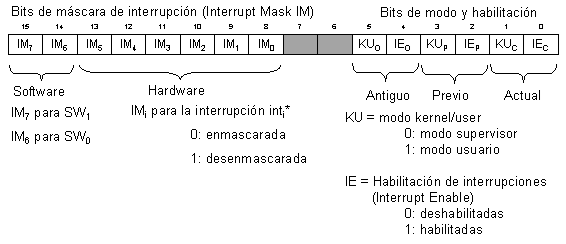 Bits de máscara de interrupción (Interrupt Mask IM) Bits de modo y habilitación
15 14 13 12 11 10 9 8 7 6 5 4 3 2 1 0
IM7 IM6 IM5 IM4 IM3 IM2 IM1 IM0 KUO IEO KUP IEP KUC IEC
Software Hardware Antiguo Previo Actual
IM7 para SW1
IM6 para SW0
IMi para la interrupción inti*
0: enmascarada
1: desenmascarada
KU = modo kernel/user
0: modo supervisor
1: modo usuario
IE = Habilitación de interrupciones
(Interrupt Enable)
0: deshabilitadas
1: habilitadas